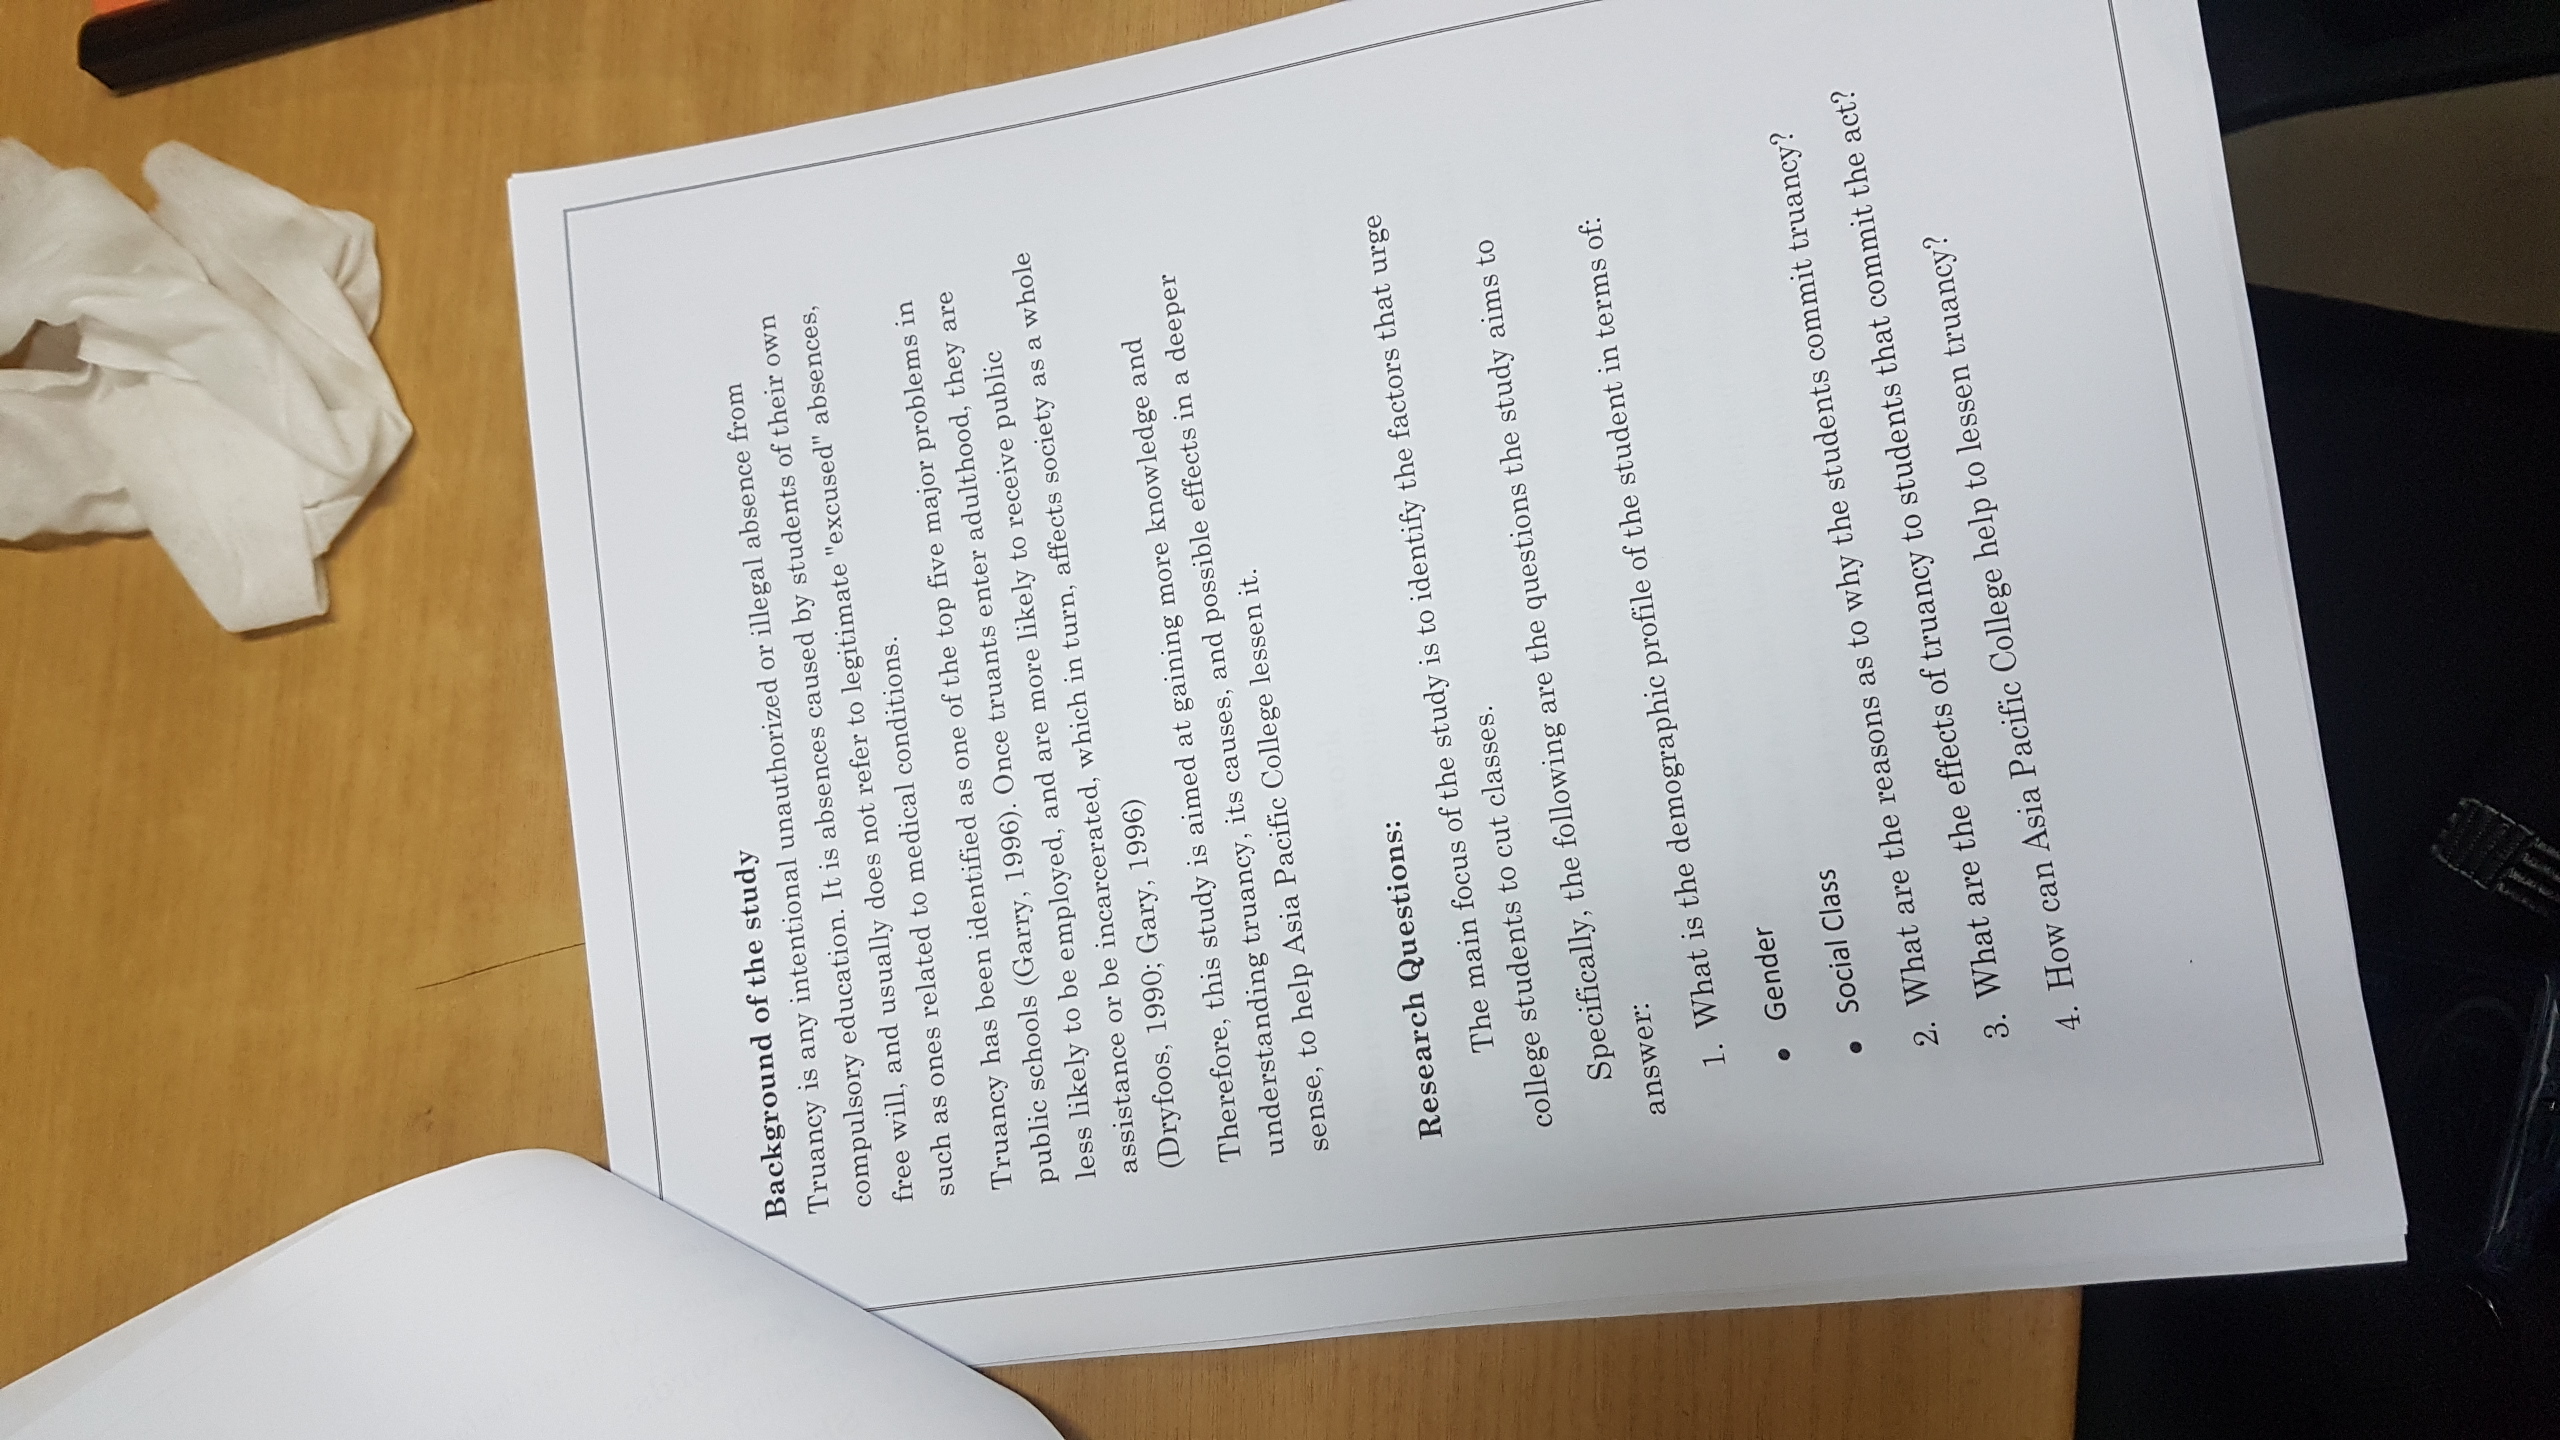 Background of the study
Truancy is any intentional unauthorized or illegal absence from
compulsory education. It is absences caused by students of their own
free will, and usually does not refer to legitimate "excused" absences,
such as ones related to medical conditions.
Truancy has been identified as one of the top five major problems in
public schools (Garry, 1996). Once truants enter adulthood, they are
less likely to be employed, and are more likely to receive public
assistance or be incarcerated, which in turn, affects society as a whole
(Dryfoos, 1990; Gary, 1996)
Therefore, this study is aimed at gaining more knowledge and
understanding truancy, its causes, and possible effects in a deeper
sense, to help Asia Pacific College lessen it.
Research Questions:
The main focus of the study is to identify the factors that urge
college students to cut classes.
Specifically, the following are the questions the study aims to
answer:
1. What is the demographic profile of the student in terms of:
• Gender
• Social Class
2. What are the reasons as to why the students commit truancy?
3. What are the effects of truancy to students that commit the act?
4. How can Asia Pacific College help to lessen truancy?